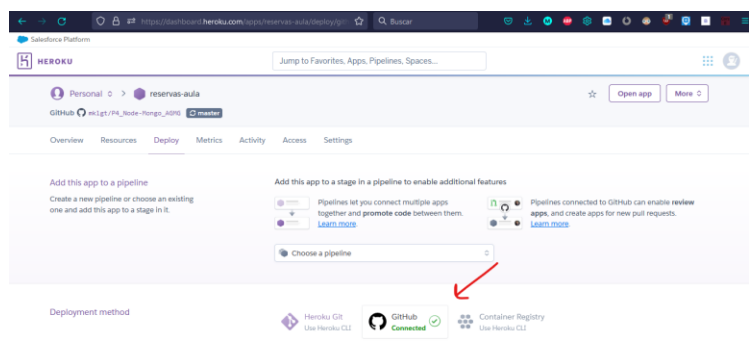 https://dashboard.heroku.com/apps/reservas-aula/deploy/git
Buscar
Salesforce Platform
HEROKU
Jump to Favorites, Apps, Pipelines, Spaces...
Personal > reservas-aula
Open app
More
GitHub mklgt/P4_Node-Mongo_AGMG master
Overview Resources Deploy Metrics Activity Access Settings
Add this app to a pipeline
Create a new pipeline or choose an existing
one and add this app to a stage in it.
Add this app to a stage in a pipeline to enable additional features
Pipelines let you connect multiple apps
together and promote code between them.
Learn more.
Pipelines connected to GitHub can enable review
apps, and create apps for new pull requests.
Learn more.
Choose a pipeline
Deployment method
Heroku Git
Use Heroku CLI
GitHub
Connected
Container Registry
Use Heroku CLI